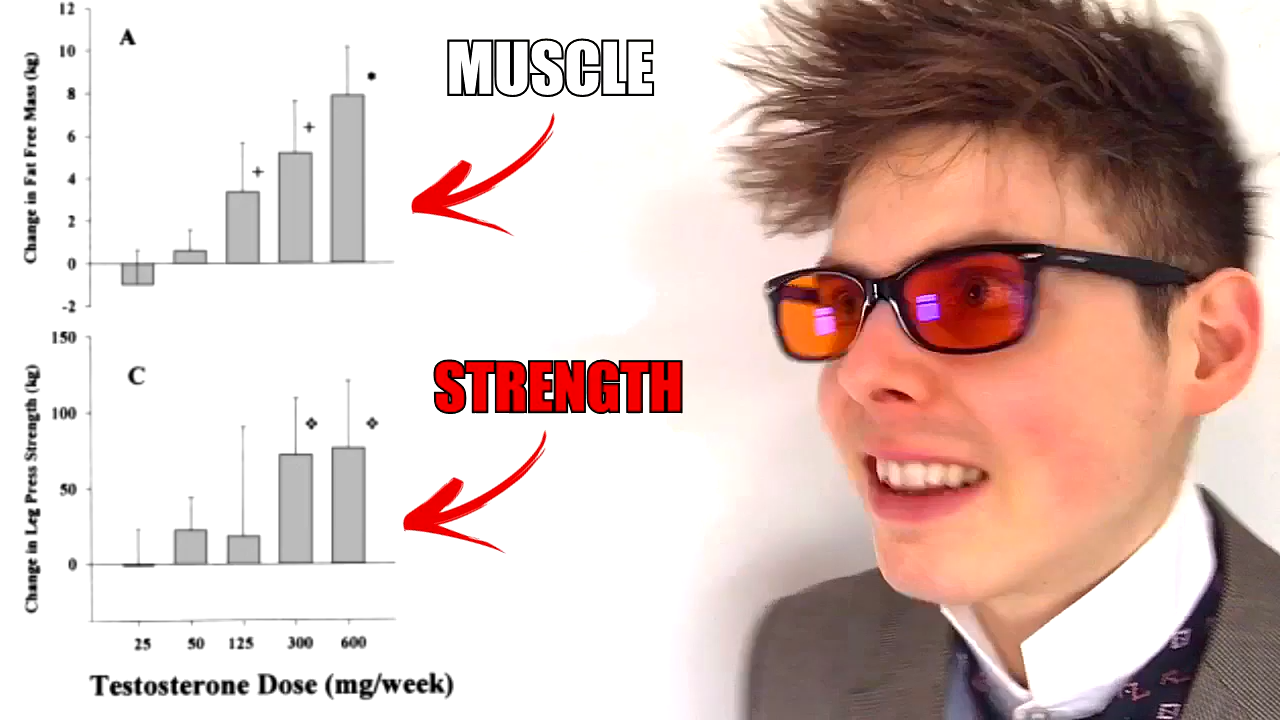 12
A
10
8
6
4
2
0
-2
Change in Fat Free Mass (kg)
+
+
MUSCLE
150
C
100
50
0
Change in Leg Press Strength (kg)
STRENGTH
25 50 125 300 600
Testosterone Dose (mg/week)